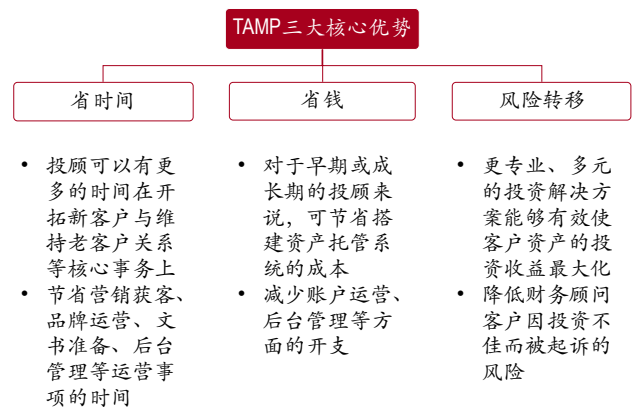 TAMP三大核心优势
省时间
省钱
风险转移
• 投顾可以有更
多的时间在开
拓新客户与维
持老客户关系
等核心事务上
• 节省营销获客、
品牌运营、文
书准备、后台
管理等运营事
项的时间
• 对于早期或成
长期的投顾来
说，可节省搭
建资产托管系
统的成本
• 减少账户运营、
后台管理等方
面的开支
• 更专业、多元
的投资解决方
案能够有效使
客户资产的投
资收益最大化
• 降低财务顾问
客户因投资不
佳而被起诉的
风险